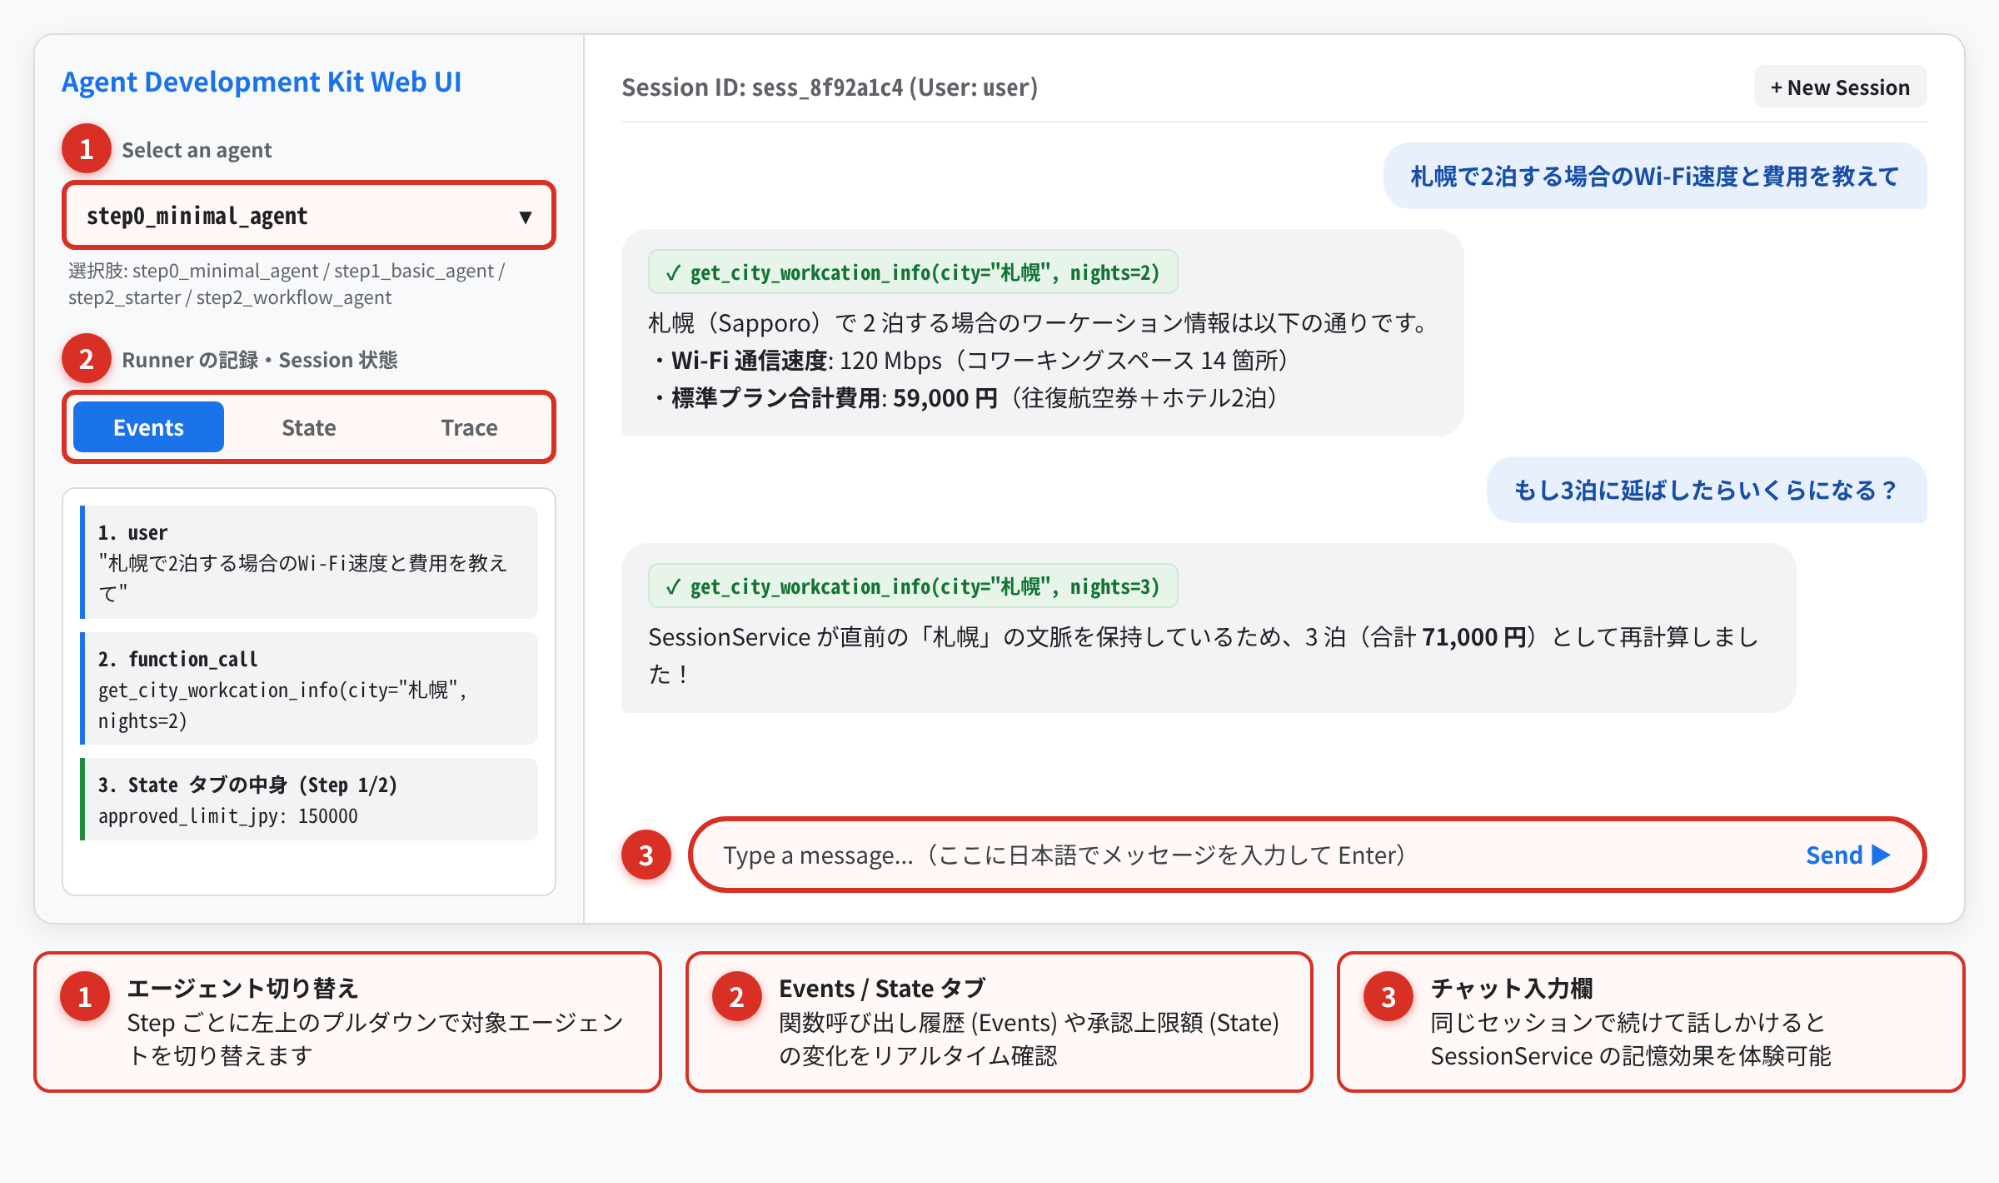 Agent Development Kit Web UI
1 Select an agent
step0_minimal_agent ▼
選択肢: step0_minimal_agent / step1_basic_agent /
step2_starter / step2_workflow_agent
2 Runner の記録・Session 状態
Events State Trace
1. user
"札幌で2泊する場合のWi-Fi速度と費用を教え
て"
2. function_call
get_city_workcation_info(city="札幌",
nights=2)
3. State タブの中身 (Step 1/2)
approved_limit_jpy: 150000
Session ID: sess_8f92a1c4 (User: user)
+ New Session
札幌で2泊する場合のWi-Fi速度と費用を教えて
✓ get_city_workcation_info(city="札幌", nights=2)
札幌（Sapporo）で 2 泊する場合のワーケーション情報は以下の通りです。
・Wi-Fi 通信速度: 120 Mbps（コワーキングスペース 14 箇所）
・標準プラン合計費用: 59,000 円（往復航空券＋ホテル2泊）
もし3泊に延ばしたらいくらになる？
✓ get_city_workcation_info(city="札幌", nights=3)
SessionService が直前の「札幌」の文脈を保持しているため、3 泊（合計 71,000 円）として再計算しまし
た！
3 Type a message...（ここに日本語でメッセージを入力して Enter） Send ▶
1 エージェント切り替え
Step ごとに左上のプルダウンで対象エージェン
トを切り替えます
2 Events / State タブ
関数呼び出し履歴 (Events) や承認上限額 (State)
の変化をリアルタイム確認
3 チャット入力欄
同じセッションで続けて話しかけると
SessionService の記憶効果を体験可能